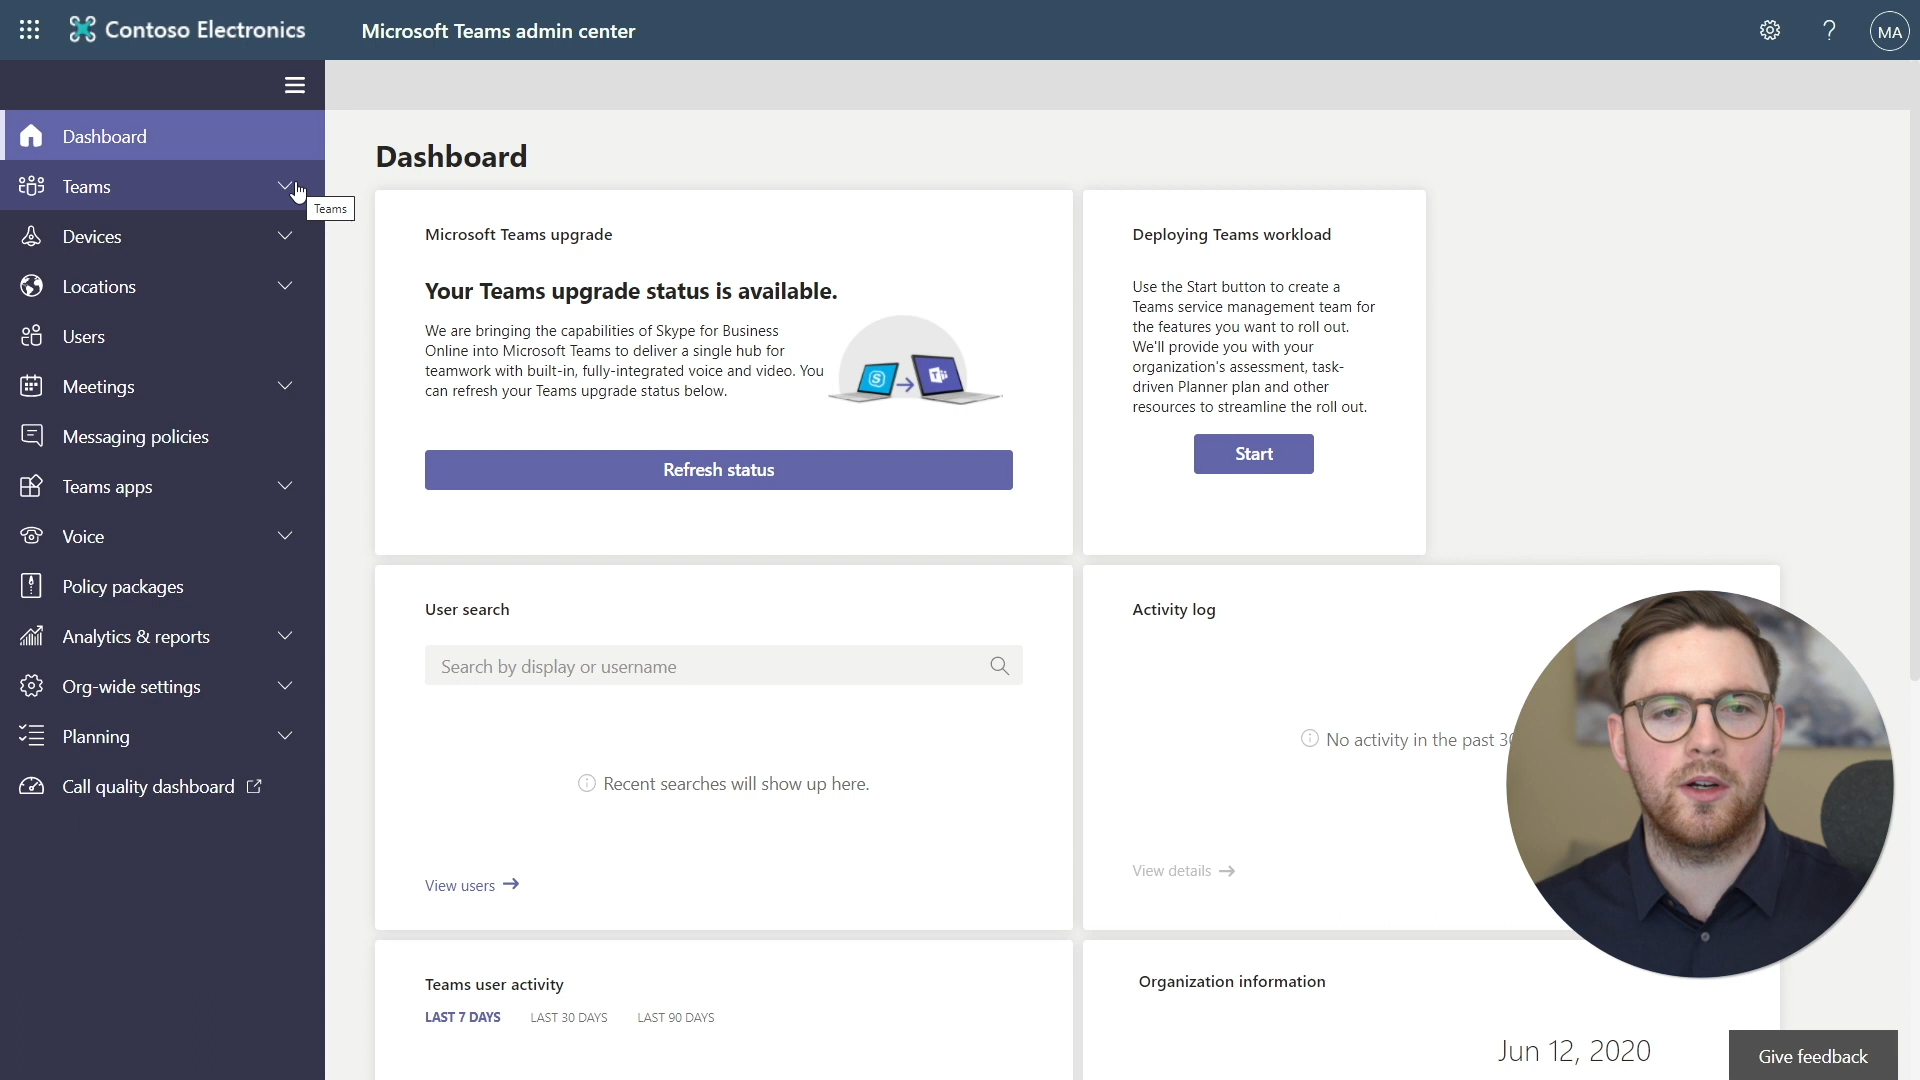 Contoso Electronics
Microsoft Teams admin center
?
MA
Dashboard
Teams
Teams
Devices
Locations
Users
Meetings
Messaging policies
Teams apps
Voice
Policy packages
Analytics & reports
Org-wide settings
Planning
Call quality dashboard
Dashboard
Microsoft Teams upgrade
Your Teams upgrade status is available.
We are bringing the capabilities of Skype for Business
Online into Microsoft Teams to deliver a single hub for
teamwork with built-in, fully-integrated voice and video. You
can refresh your Teams upgrade status below.
S
T
Refresh status
Deploying Teams workload
Use the Start button to create a
Teams service management team for
the features you want to roll out.
We'll provide you with your
organization's assessment, task-
driven Planner plan and other
resources to streamline the roll out.
Start
User search
Search by display or username
Recent searches will show up here.
View users
Activity log
No activity in the past 30
View details
Teams user activity
LAST 7 DAYS LAST 30 DAYS LAST 90 DAYS
Organization information
Jun 12, 2020
Give feedback